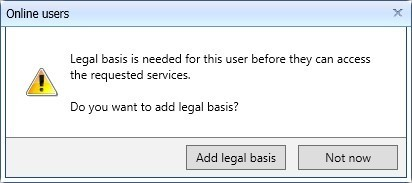 Online users
Legal basis is needed for this user before they can access
the requested services.
Do you want to add legal basis?
Add legal basis
Not now